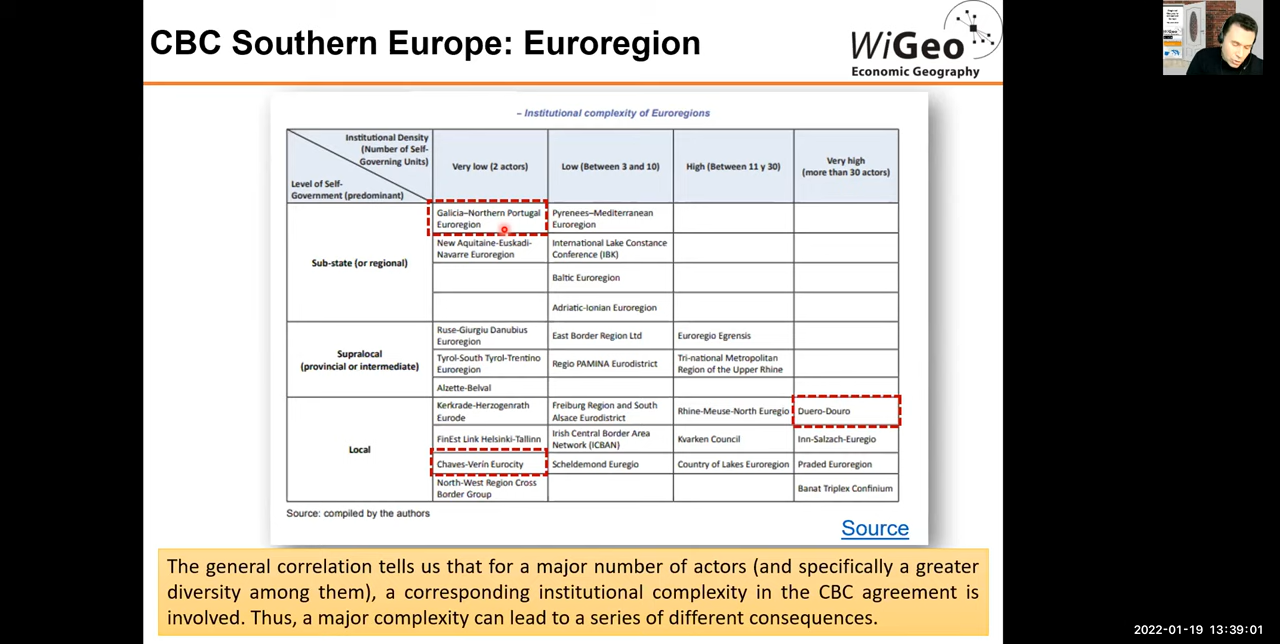 CBC Southern Europe: Euroregion
WiGeo
Economic Geography
– Institutional complexity of Euroregions
Institutional Density
(Number of Self-
Governing Units)
Level of Self-
Government (predominant)
Very low (2 actors)
Low (Between 3 and 10)
High (Between 11 y 30)
Very high
(more than 30 actors)
Sub-state (or regional)
Galicia–Northern Portugal
Euroregion
Pyrenees–Mediterranean
Euroregion
New Aquitaine-Euskadi-
Navarre Euroregion
International Lake Constance
Conference (IBK)
Baltic Euroregion
Adriatic-Ionian Euroregion
Supralocal
(provincial or intermediate)
Ruse-Giurgiu Danubius
Euroregion
East Border Region Ltd
Euroregio Egrensis
Tyrol-South Tyrol-Trentino
Euroregion
Regio PAMINA Eurodistrict
Tri-national Metropolitan
Region of the Upper Rhine
Alzette-Belval
Local
Kerkrade-Herzogenrath
Eurode
Freiburg Region and South
Alsace Eurodistrict
Rhine-Meuse-North Euregio
Duero-Douro
FinEst Link Helsinki-Tallinn
Irish Central Border Area
Network (ICBAN)
Kvarken Council
Inn-Salzach-Euregio
Chaves-Verín Eurocity
Scheldemond Euregio
Country of Lakes Euroregion
Praded Euroregion
North-West Region Cross
Border Group
Banat Triplex Confinium
Source: compiled by the authors
Source
The general correlation tells us that for a major number of actors (and specifically a greater
diversity among them), a corresponding institutional complexity in the CBC agreement is
involved. Thus, a major complexity can lead to a series of different consequences.
2022-01-19 13:39:01